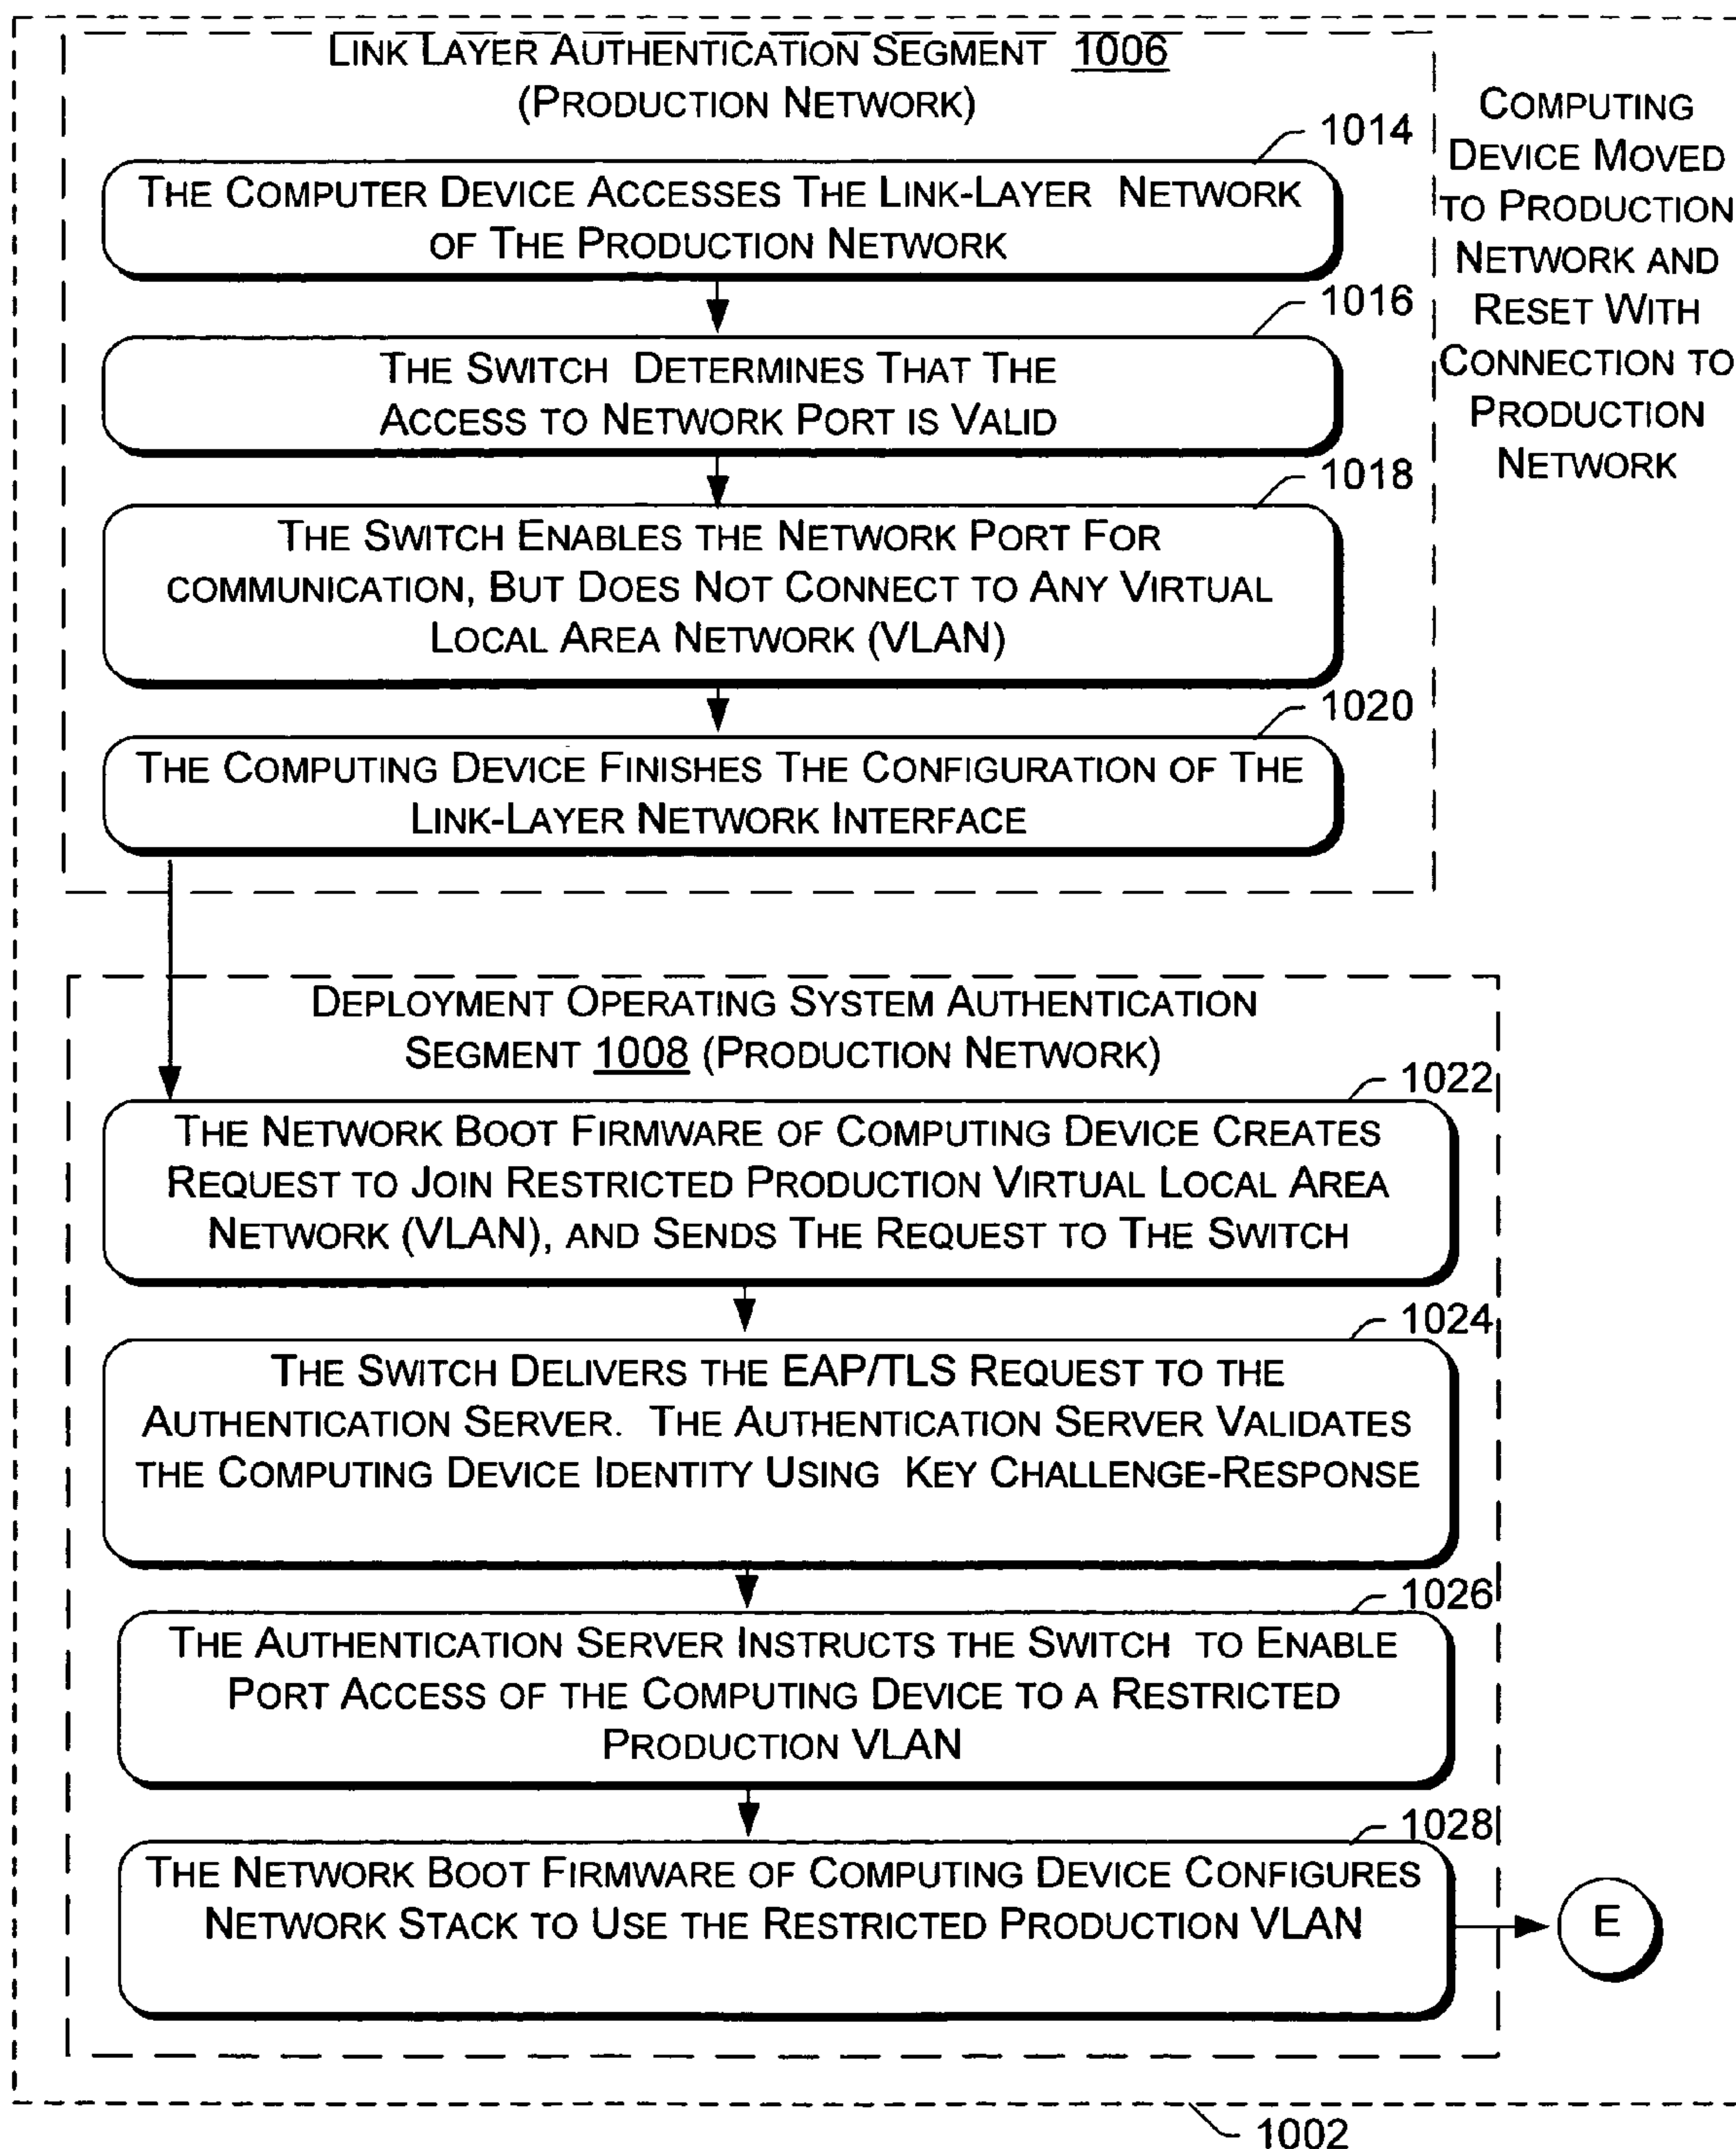 LINK LAYER AUTHENTICATION SEGMENT 1006
(PRODUCTION NETWORK)
COMPUTING
DEVICE MOVED
TO PRODUCTION
NETWORK AND
RESET WITH
CONNECTION TO
PRODUCTION
NETWORK
1014
THE COMPUTER DEVICE ACCESSES THE LINK-LAYER NETWORK
OF THE PRODUCTION NETWORK
1016
THE SWITCH DETERMINES THAT THE
ACCESS TO NETWORK PORT IS VALID
1018
THE SWITCH ENABLES THE NETWORK PORT FOR
COMMUNICATION, BUT DOES NOT CONNECT TO ANY VIRTUAL
LOCAL AREA NETWORK (VLAN)
1020
THE COMPUTING DEVICE FINISHES THE CONFIGURATION OF THE
LINK-LAYER NETWORK INTERFACE
DEPLOYMENT OPERATING SYSTEM AUTHENTICATION
SEGMENT 1008 (PRODUCTION NETWORK)
1022
THE NETWORK BOOT FIRMWARE OF COMPUTING DEVICE CREATES
REQUEST TO JOIN RESTRICTED PRODUCTION VIRTUAL LOCAL AREA
NETWORK (VLAN), AND SENDS THE REQUEST TO THE SWITCH
1024
THE SWITCH DELIVERS THE EAP/TLS REQUEST TO THE
AUTHENTICATION SERVER. THE AUTHENTICATION SERVER VALIDATES
THE COMPUTING DEVICE IDENTITY USING KEY CHALLENGE-RESPONSE
1026
THE AUTHENTICATION SERVER INSTRUCTS THE SWITCH TO ENABLE
PORT ACCESS OF THE COMPUTING DEVICE TO A RESTRICTED
PRODUCTION VLAN
1028
THE NETWORK BOOT FIRMWARE OF COMPUTING DEVICE CONFIGURES
NETWORK STACK TO USE THE RESTRICTED PRODUCTION VLAN
E
1002